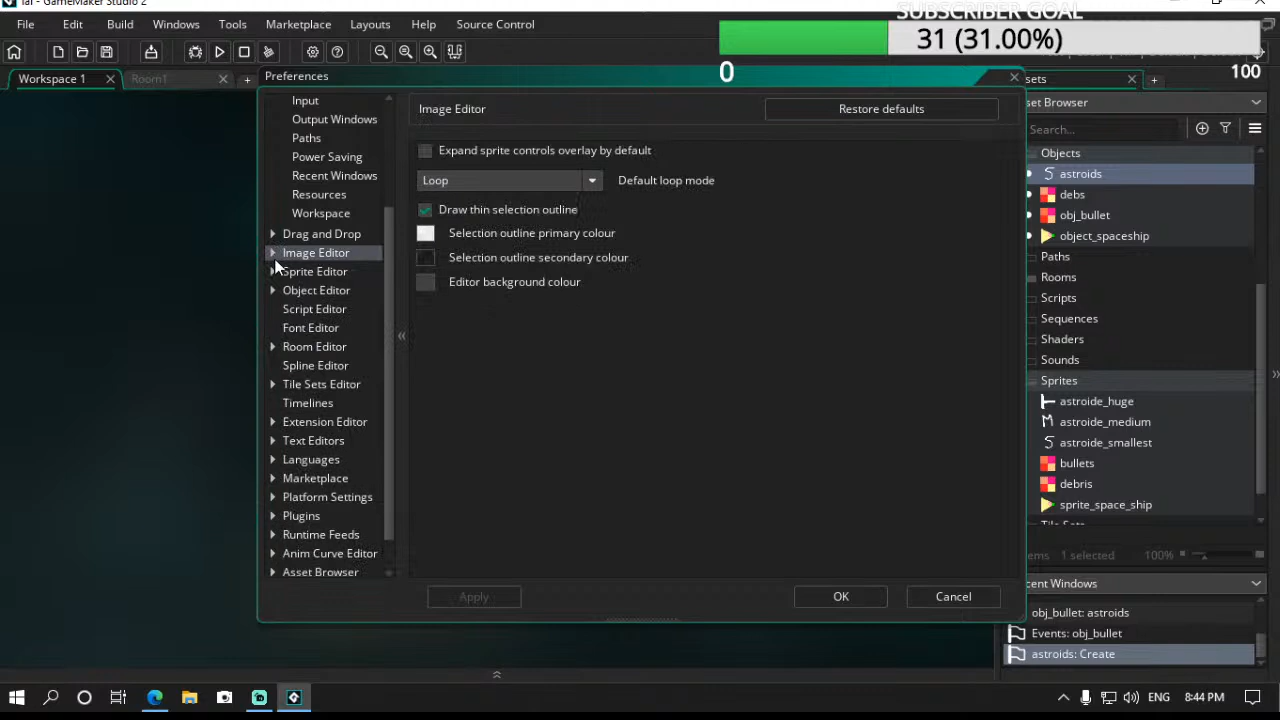 GameMaker Studio 2
SUBSCRIBER GOAL
File Edit Build Windows Tools Marketplace Layouts Help Source Control
31 (31.00%)
0 100
Workspace 1 Room1
Preferences
Input
Output Windows
Paths
Power Saving
Recent Windows
Resources
Workspace
Drag and Drop
Image Editor
Sprite Editor
Object Editor
Script Editor
Font Editor
Room Editor
Spline Editor
Tile Sets Editor
Timelines
Extension Editor
Text Editors
Languages
Marketplace
Platform Settings
Plugins
Runtime Feeds
Anim Curve Editor
Asset Browser
Image Editor
Restore defaults
Expand sprite controls overlay by default
Loop Default loop mode
Draw thin selection outline
Selection outline primary colour
Selection outline secondary colour
Editor background colour
Apply OK Cancel
sets
set Browser
Search...
Objects
astroids
debs
obj_bullet
object_spaceship
Paths
Rooms
Scripts
Sequences
Shaders
Sounds
Sprites
astroide_huge
astroide_medium
astroide_smallest
bullets
debris
sprite_space_ship
Tile Sets
ems 1 selected 100%
cent Windows
obj_bullet: astroids
Events: obj_bullet
astroids: Create
ENG 8:44 PM